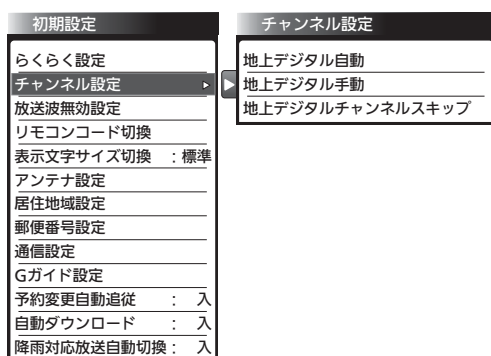 初期設定
らくらく設定
チャンネル設定
放送波無効設定
リモコンコード切換
表示文字サイズ切換 ：標準
アンテナ設定
居住地域設定
郵便番号設定
通信設定
Gガイド設定
予約変更自動追従 ： 入
自動ダウンロード ： 入
降雨対応放送自動切換： 入
チャンネル設定
地上デジタル自動
地上デジタル手動
地上デジタルチャンネルスキップ